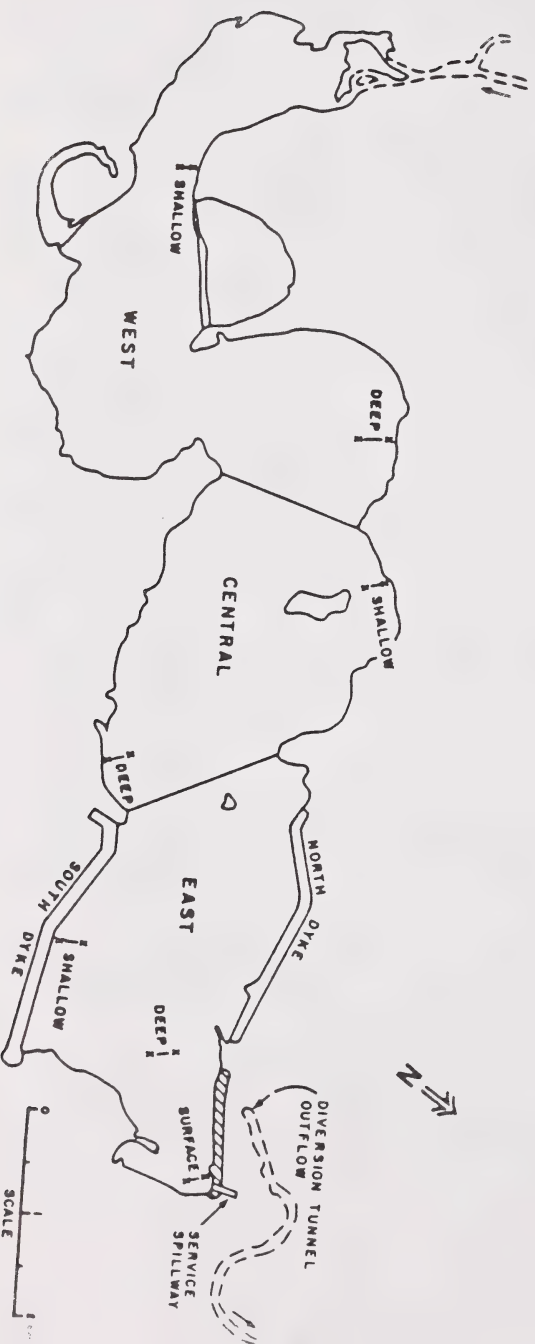 SHALLOW
WEST
DEEP
SHALLOW
CENTRAL
DEEP
NORTH
DYKE
EAST
SOUTH
DYKE
SHALLOW
DEEP
SURFACE
DIVERSION TUNNEL
OUTFLOW
SERVICE
SPILLWAY
N
0
1
SCALE